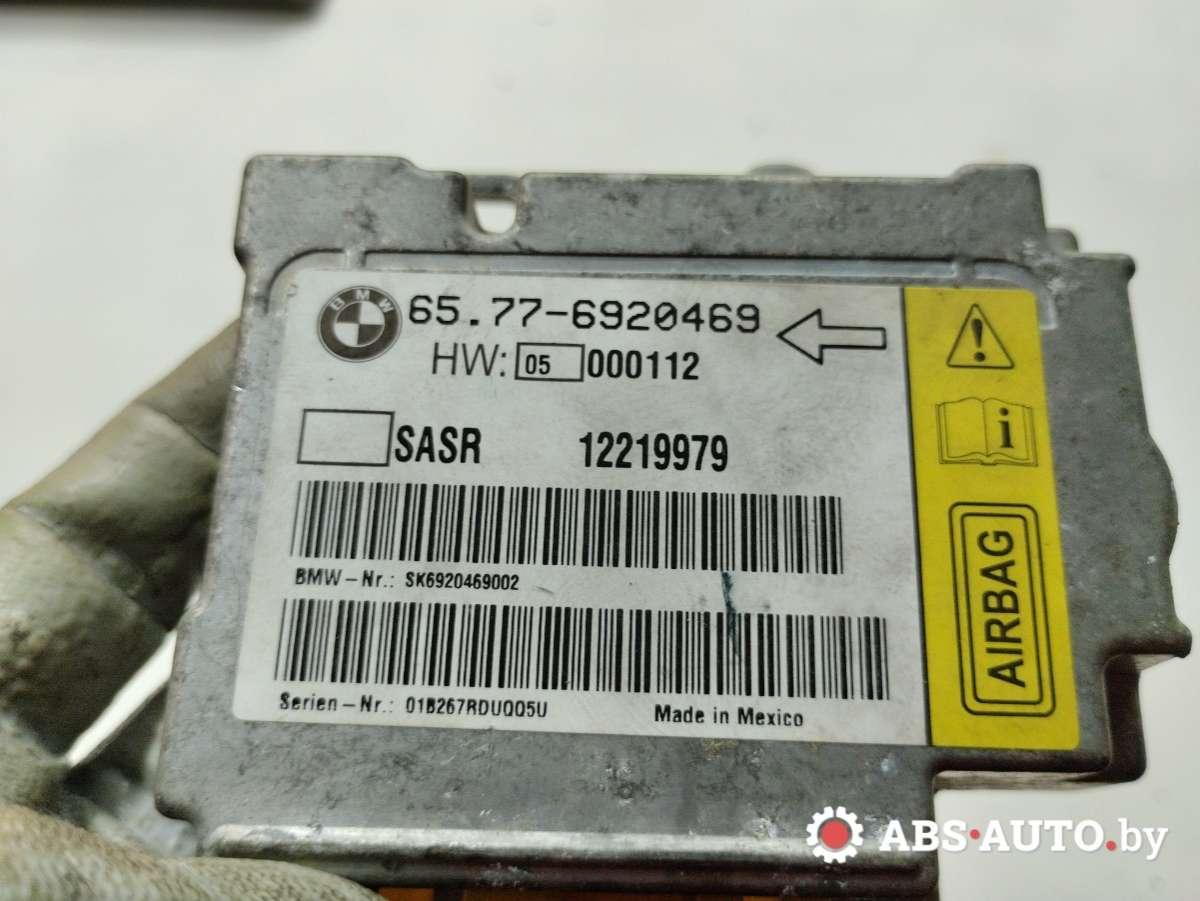 BMW 65.77-6920469
HW: 05 000112
SASR 12219979
BMW-Nr.: SK6920469002
Serien-Nr.: 01B267RDUQ05U
Made in Mexico
i
AIRBAG
ABS-AUTO.by